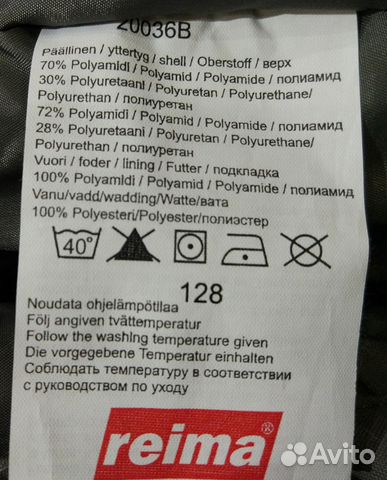 20036B
Päällinen / yttertyg / shell / Oberstoff / верх
70% Polyamidi / Polyamid / Polyamide / полиамид
30% Polyuretaani / Polyuretan / Polyurethane/
Polyurethan / полиуретан
72% Polyamidi / Polyamid / Polyamide / полиамид
28% Polyuretaani / Polyuretan / Polyurethane/
Polyurethan / полиуретан
Vuori / foder / lining / Futter / подкладка
100% Polyamidi / Polyamid / Polyamide / полиамид
Vanu/vadd/wadding/Watte/вата
100% Polyesteri/Polyester/полиэстер
40°
128
Noudata ohjelämpötilaa
Följ angiven tvättemperatur
Follow the washing temperature given
Die vorgegebene Temperatur einhalten
Соблюдать температуру в соответствии
с руководством по уходу
reima®
Avito